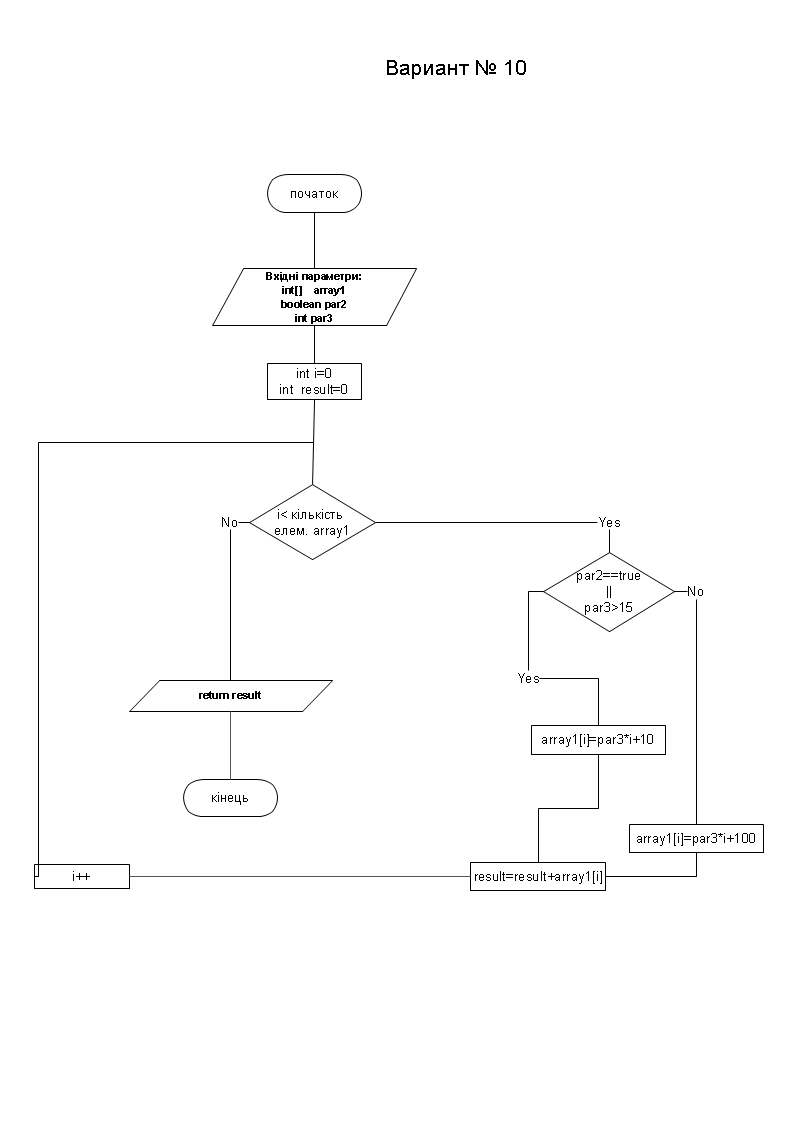 Вариант № 10
початок
Вхідні параметри:
int[] array1
boolean par2
int par3
int i=0
int result=0
i< кількість
елем. array1
No
Yes
par2==true
||
par3>15
No
Yes
return result
array1[i]=par3*i+10
кінець
array1[i]=par3*i+100
i++
result=result+array1[i]